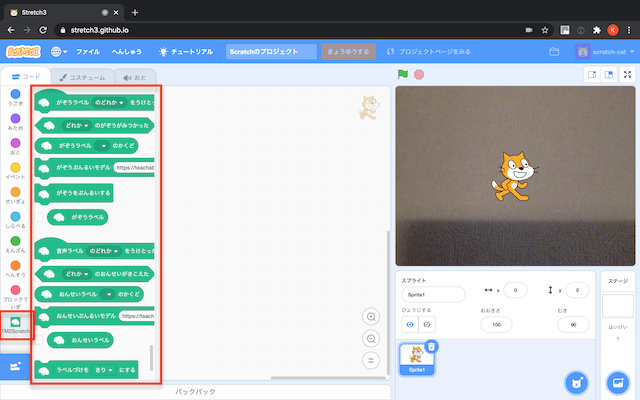 Stretch3
stretch3.github.io
SCRATCH
ファイル
へんしゅう
チュートリアル
Scratchのプロジェクト
きょうゆうする
プロジェクトページをみる
scratch-cat
コード
コスチューム
おと
うごき
みため
おと
イベント
せいぎょ
しらべる
えんざん
へんすう
ブロックてい
ぎ
TM2Scratch
がぞうラベル のどれか をうけとっ
どれか のがぞうがみつかった
がぞうラベル のかくど
がぞうぶんるいモデル https://teachab
がぞうをぶんるいする
がぞうラベル
音声ラベル のどれか をうけとっ
どれか のおんせいがきこえた
おんせいラベル のかくど
おんせいぶんるいモデル https://teach
おんせいラベル
ラベルづけを きり にする
スプライト
Sprite1
x 0
y 0
ひょうじする
おおきさ
100
むき
90
Sprite1
ステージ
はいけい
1
バックパック